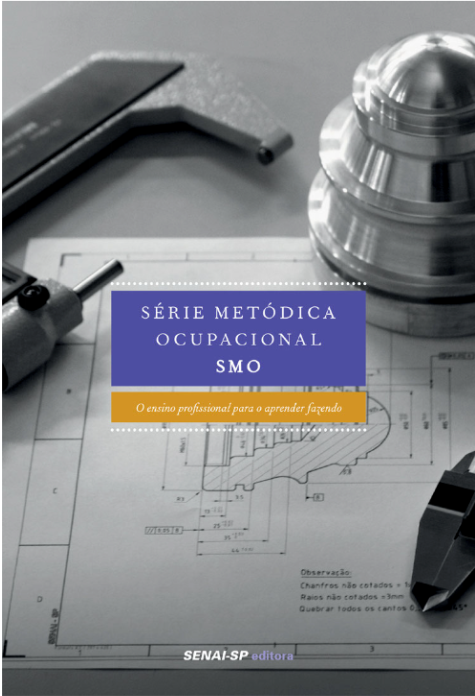 SÉRIE METÓDICA
OCUPACIONAL
SMO
O ensino profissional para o aprender fazendo
Observação:
Chanfros não cotados =
Raios não cotados =3mm
Quebrar todos os cantos
SENAI-SP editora